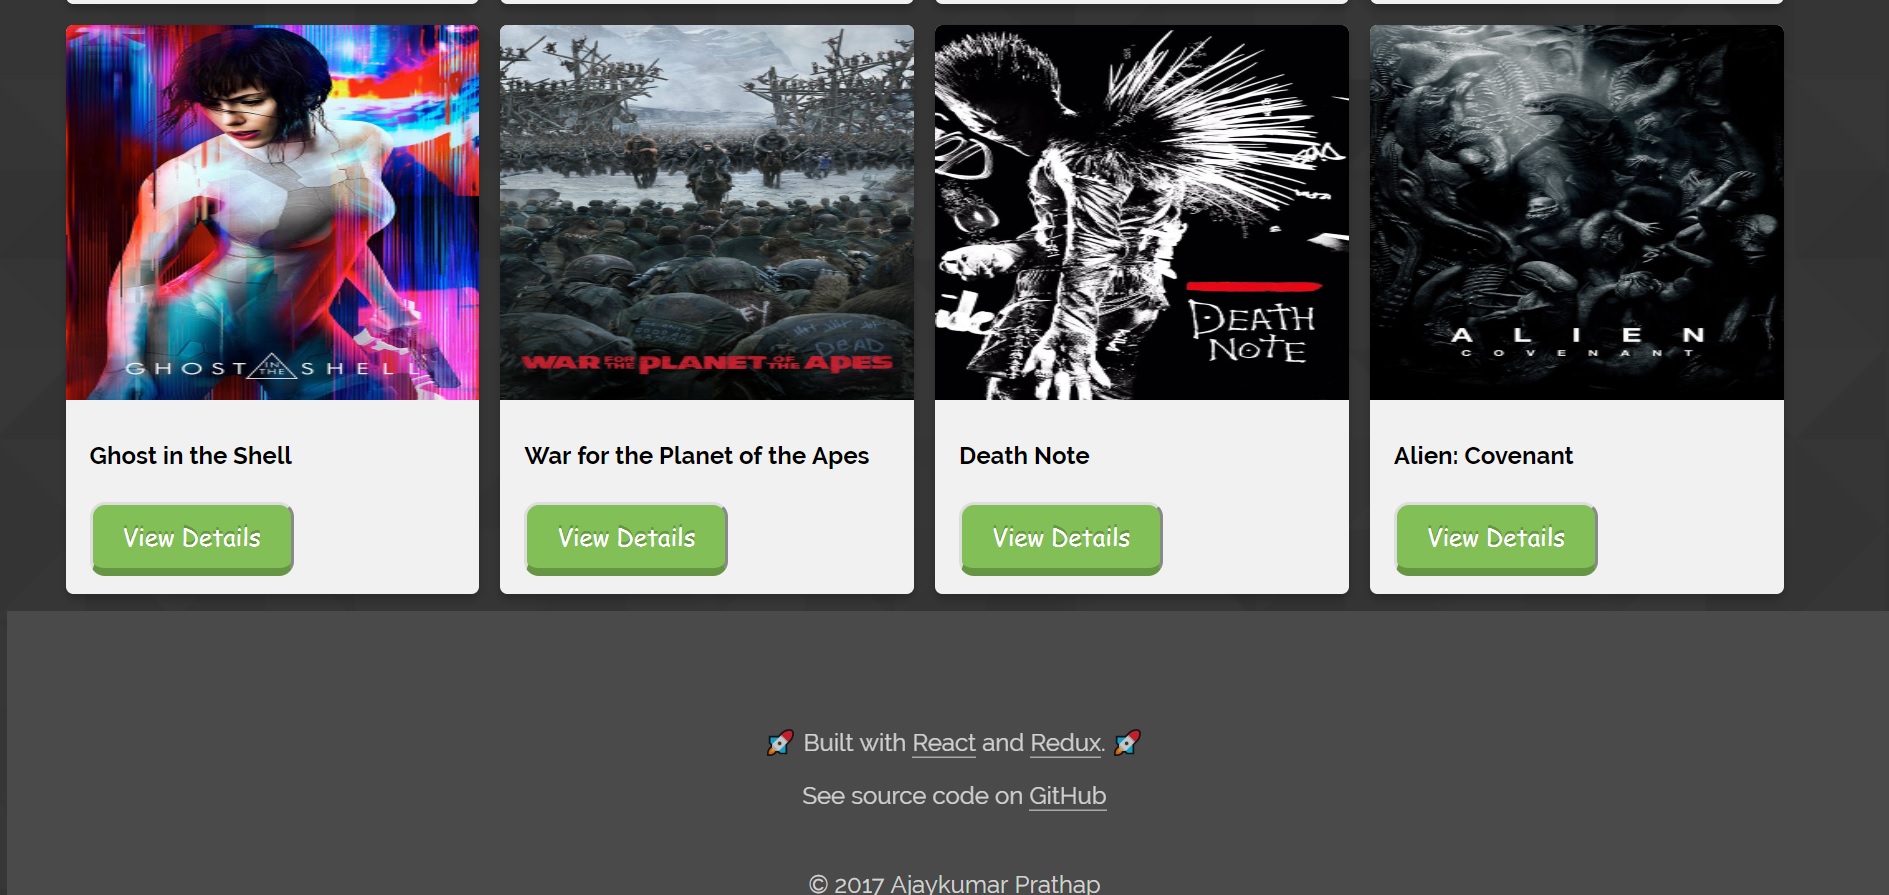 GHOST IN THE SHELL
WAR FOR THE PLANET OF THE APES
DEATH
NOTE
ALIEN
COVENANT
Ghost in the Shell
War for the Planet of the Apes
Death Note
Alien: Covenant
View Details
View Details
View Details
View Details
🚀 Built with React and Redux. 🚀
See source code on GitHub
© 2017 Ajaykumar Prathap